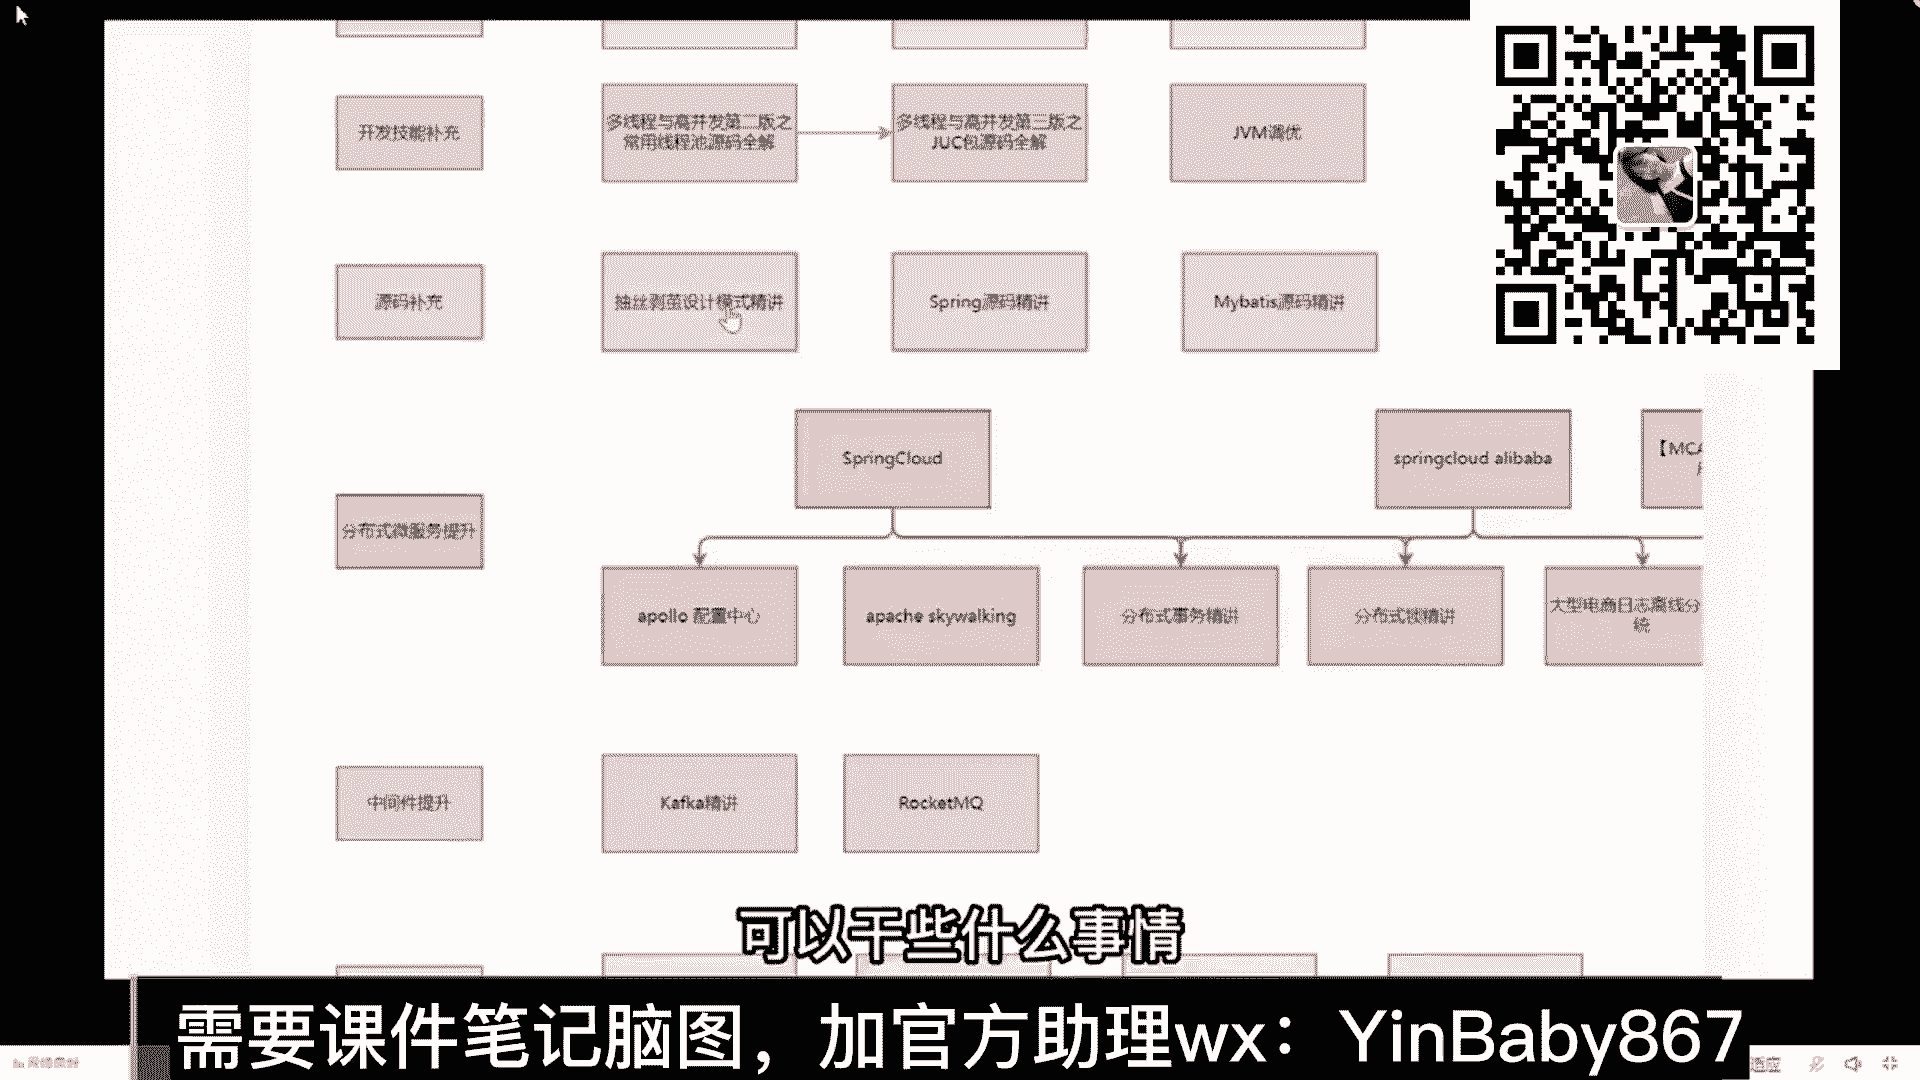 开发技能补充
多线程与高并发第二版之
常用线程池源码全解
多线程与高并发第三版之
JUC包源码全解
JVM调优
源码补充
抽丝剥茧设计模式精讲
Spring源码精讲
Mybatis源码精讲
SpringCloud
springcloud alibaba
【MCA
分布式微服务提升
apollo 配置中心
apache skywalking
分布式事务精讲
分布式锁精讲
大型电商日志离线分
统
中间件提升
Kafka精讲
RocketMQ
可以干些什么事情
需要课件笔记脑图，加官方助理wx：YinBaby867
适应